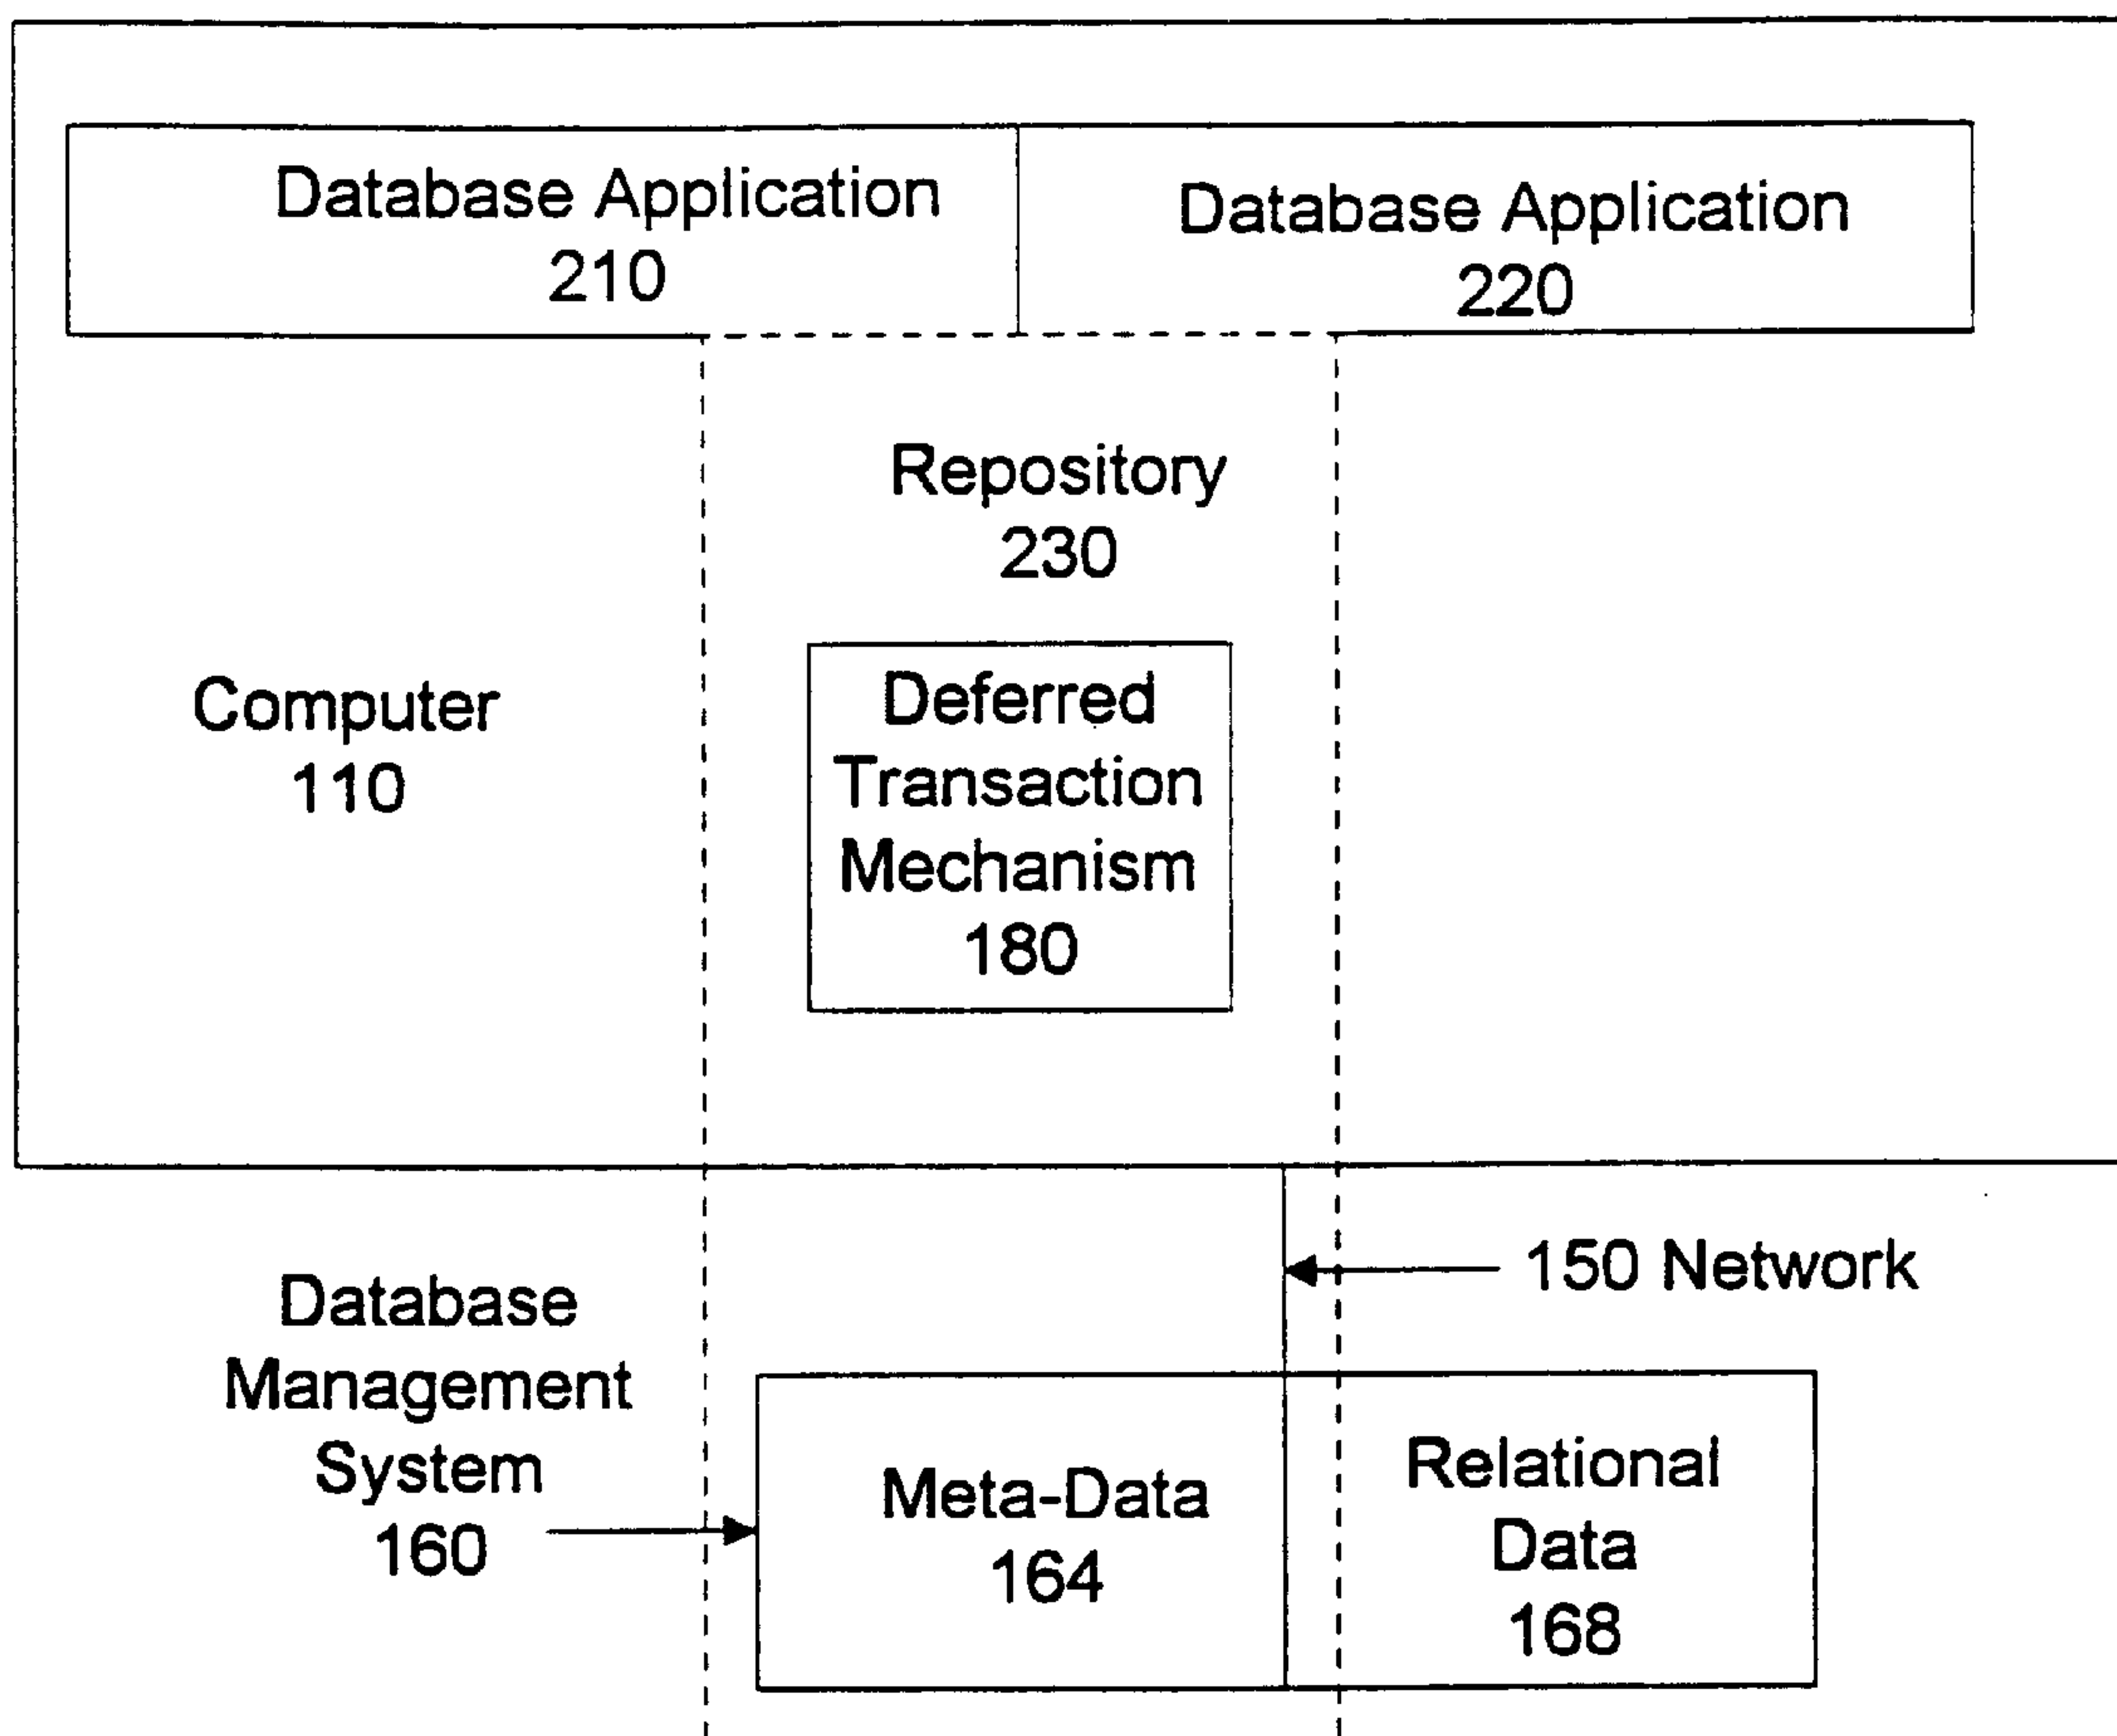 Database Application
210
Database Application
220
Repository
230
Computer
110
Deferred
Transaction
Mechanism
180
150 Network
Database
Management
System
160
Meta-Data
164
Relational
Data
168